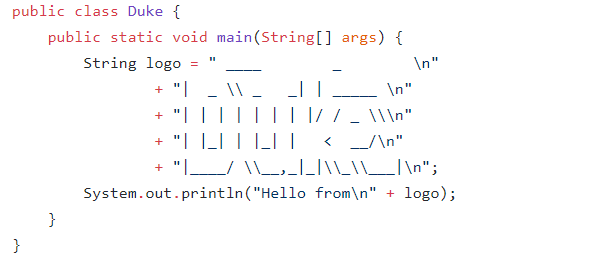 public class Duke {
    public static void main(String[] args) {
        String logo = " ____        _        \n"
                + "|  _ \\ _   _| | _____ \n"
                + "| | | | | | | |/ / _ \\\n"
                + "| |_| | |_| |   <  __/\n"
                + "|____/ \\__,_|_|\\_\\___|\n";
        System.out.println("Hello from\n" + logo);
    }
}